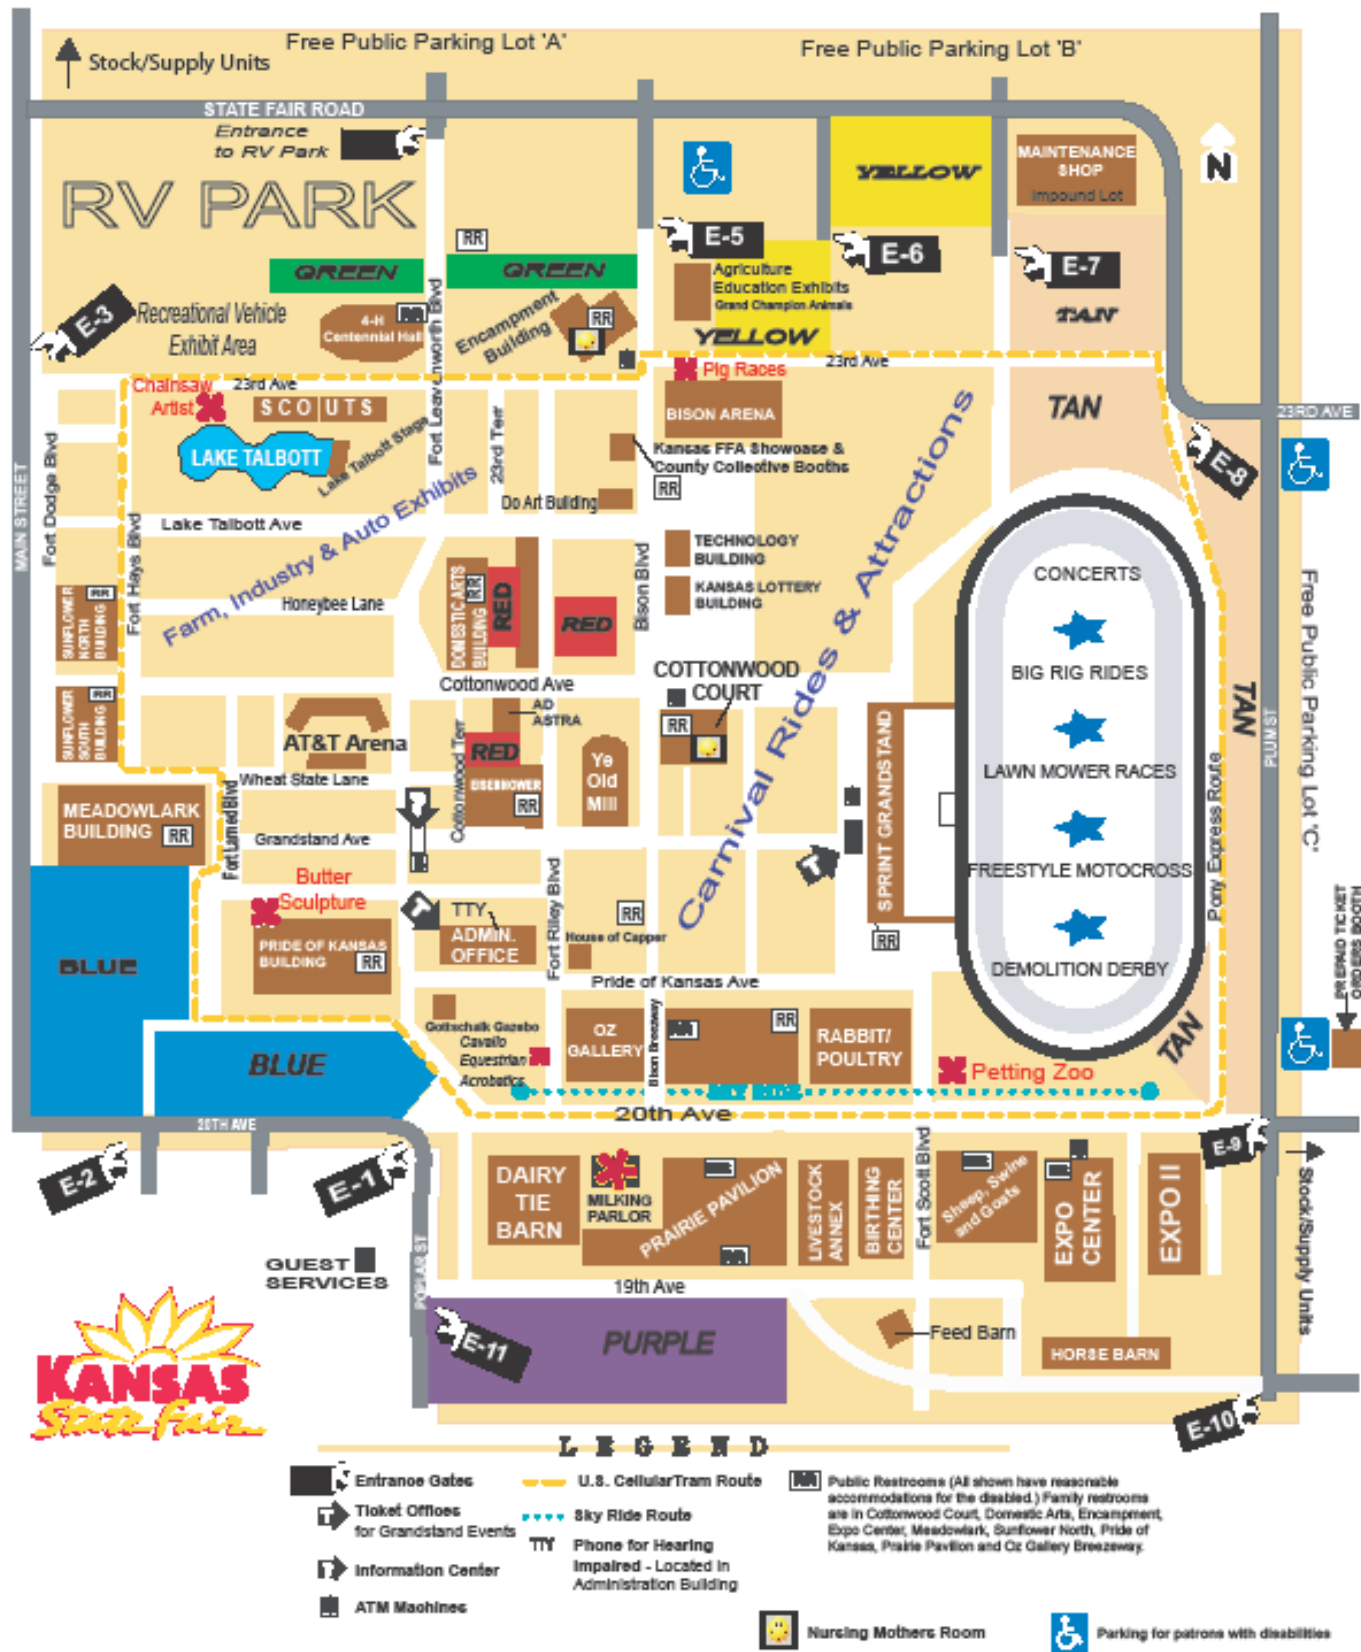 Free Public Parking Lot 'A'
Free Public Parking Lot 'B'
Stock/Supply Units
STATE FAIR ROAD
Entrance
to RV Park
RV PARK
YELLOW
MAINTENANCE
SHOP
Impound Lot
N
RR
E-5
E-6
E-7
GREEN
GREEN
Agriculture
Education Exhibits
Grand Champion Animals
E-3
Recreational Vehicle
Exhibit Area
4-H
Centennial Hall
RR
Fort Leavenworth Blvd
Encampment
Building
RR
YELLOW
TAN
23rd Ave
Pig Races
23rd Ave
Chainsaw
Artist
SCOUTS
BISON ARENA
TAN
23RD AVE
LAKE TALBOTT
Lake Talbott Stage
23rd Terr
Kansas FFA Showcase &
County Collective Booths
RR
E-8
Fort Dodge Blvd
MAIN STREET
Do Art Building
Lake Talbott Ave
Fort Hays Blvd
Farm, Industry & Auto Exhibits
Carnival Rides & Attractions
TECHNOLOGY
BUILDING
KANSAS LOTTERY
BUILDING
Bison Blvd
CONCERTS
BIG RIG RIDES
LAWN MOWER RACES
FREESTYLE MOTOCROSS
DEMOLITION DERBY
Free Public Parking Lot 'C'
SUNFLOWER
NORTH
BUILDING
RR
Honeybee Lane
DOMESTIC ARTS
BUILDING
RR
RED
RED
Cottonwood Ave
COTTONWOOD
COURT
RR
SUNFLOWER
SOUTH
BUILDING
RR
AT&T Arena
AD
ASTRA
Cottonwood Terr
RED
EISENHOWER
RR
Ye
Old
Mill
SPRINT GRANDSTAND
TAN
PLUM ST
Pony Express Route
Wheat State Lane
MEADOWLARK
BUILDING
RR
Fort Larned Blvd
Grandstand Ave
T
Butter
Sculpture
PRIDE OF KANSAS
BUILDING
RR
T
TTY
ADMIN.
OFFICE
Fort Riley Blvd
RR
House of Capper
RR
PREPAID TICKET
ORDERS BOOTH
BLUE
Pride of Kansas Ave
Gottschalk Gazebo
Cavallo
Equestrian
Acrobatics
OZ
GALLERY
Bison Breezeway
RR
RR
RABBIT/
POULTRY
TAN
BLUE
Petting Zoo
SKY RIDE
20th Ave
20TH AVE
E-2
E-1
E-9
DAIRY
TIE
BARN
MILKING
PARLOR
PRAIRIE PAVILION
LIVESTOCK
ANNEX
BIRTHING
CENTER
Fort Scott Blvd
Sheep, Swine
and Goats
EXPO
CENTER
EXPO II
Stock/Supply Units
GUEST
SERVICES
POPLAR ST
19th Ave
PURPLE
E-11
Feed Barn
HORSE BARN
E-10
KANSAS
State Fair
LEGEND
Entrance Gates
T Ticket Offices
for Grandstand Events
Information Center
ATM Machines
U.S. Cellular Tram Route
Sky Ride Route
TTY Phone for Hearing
Impaired - Located in
Administration Building
RR Public Restrooms (All shown have reasonable
accommodations for the disabled.) Family restrooms
are in Cottonwood Court, Domestic Arts, Encampment,
Expo Center, Meadowlark, Sunflower North, Pride of
Kansas, Prairie Pavilion and Oz Gallery Breezeway.
Nursing Mothers Room
Parking for patrons with disabilities